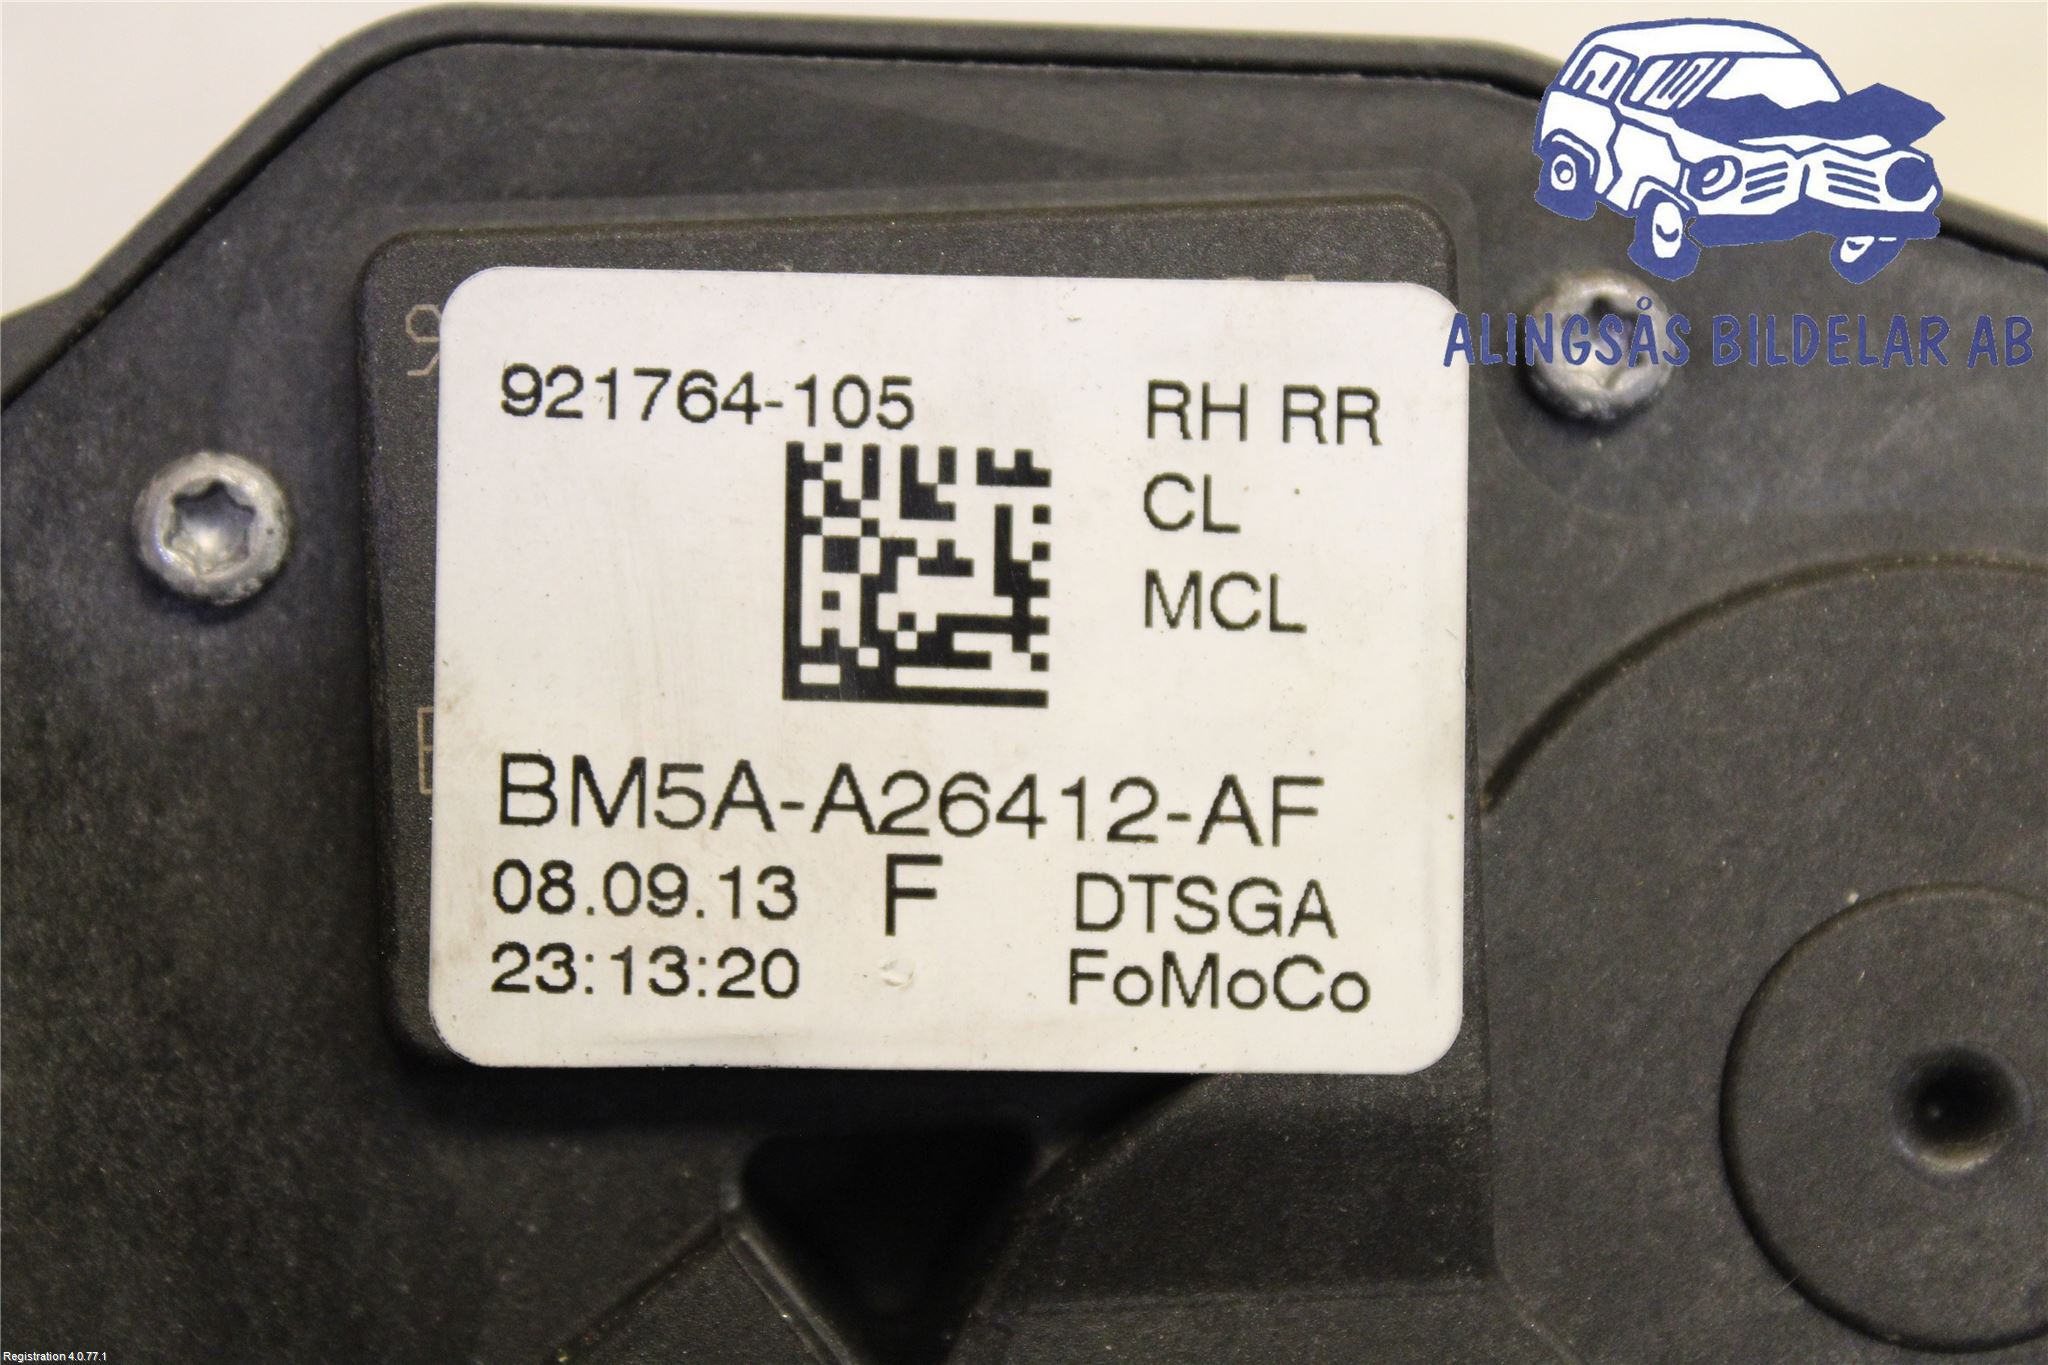 ALINGSÅS BILDELAR AB
921764-105 RH RR
CL
MCL
BM5A-A26412-AF
08.09.13 F DTSGA
23:13:20 FoMoCo
Registration 4.0.77.1